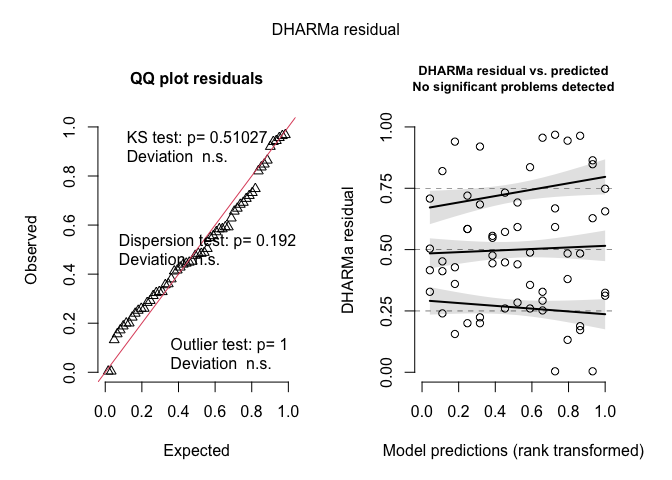 DHARMa residual
QQ plot residuals
KS test: p= 0.51027
Deviation n.s.
Dispersion test: p= 0.192
Deviation n.s.
Outlier test: p= 1
Deviation n.s.
Observed
0.0 0.2 0.4 0.6 0.8 1.0
0.0 0.2 0.4 0.6 0.8 1.0
Expected
DHARMa residual vs. predicted
No significant problems detected
DHARMa residual
0.00 0.25 0.50 0.75 1.00
0.0 0.2 0.4 0.6 0.8 1.0
Model predictions (rank transformed)